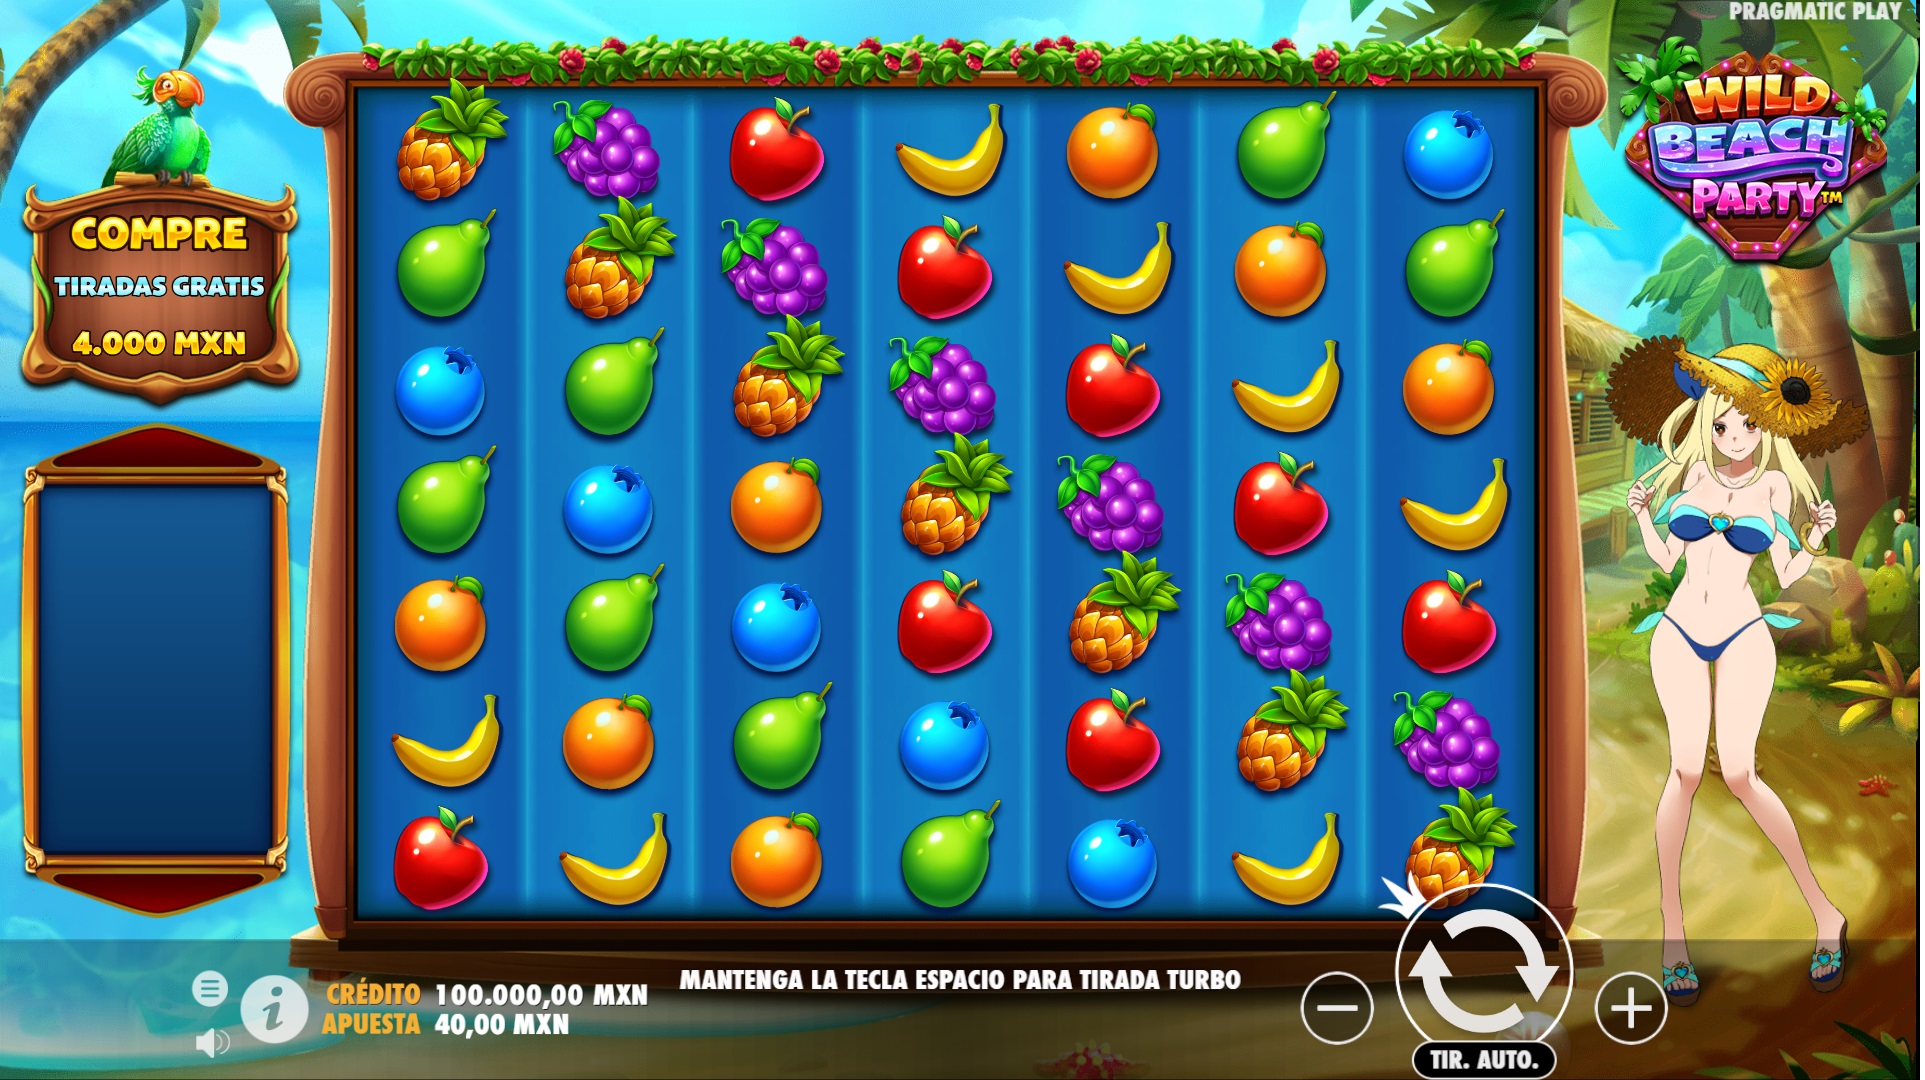 PRAGMATIC PLAY
WILD
BEACH
PARTY™
COMPRE
TIRADAS GRATIS
4.000 MXN
MANTENGA LA TECLA ESPACIO PARA TIRADA TURBO
CRÉDITO 100.000,00 MXN
APUESTA 40,00 MXN
TIR. AUTO.